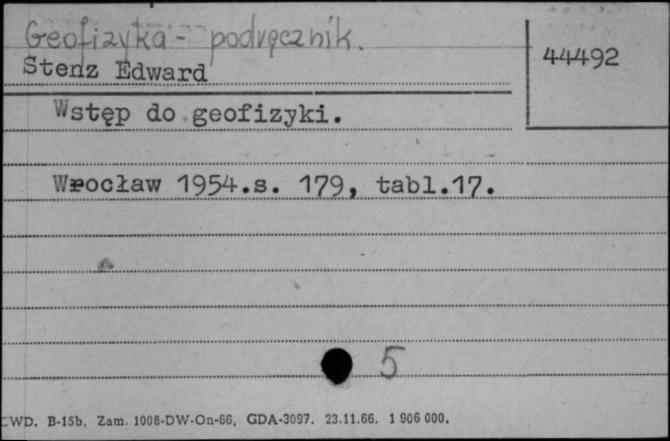 Geofizyka - podręcznik.
44492
Stenz Edward
Wstęp do geofizyki.
Wrocław 1954.s. 179, tabl.17.
5
CWD. B-15b. Zam. 1008-DW-On-66. GDA-3097. 23.11.66. 1 906 000.